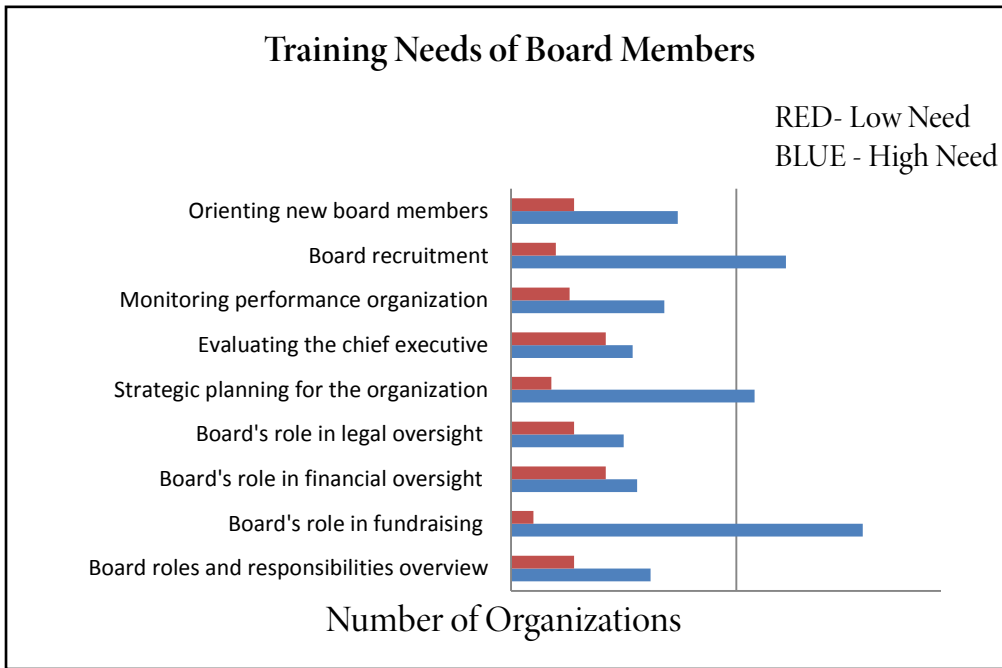 Training Needs of Board Members
RED- Low Need
BLUE - High Need
Orienting new board members
Board recruitment
Monitoring performance organization
Evaluating the chief executive
Strategic planning for the organization
Board's role in legal oversight
Board's role in financial oversight
Board's role in fundraising
Board roles and responsibilities overview
Number of Organizations